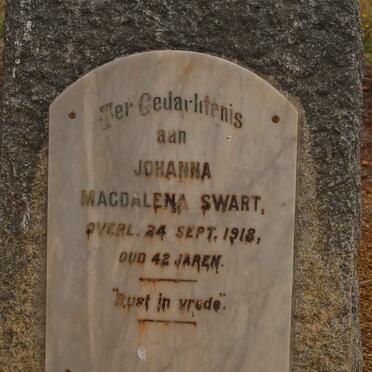 Ter Gedachtenis
aan
JOHANNA
MAGDALENA SWART,
OVERL. 24 SEPT. 1918,
OUD 42 JAREN.
"Rust in vrede".